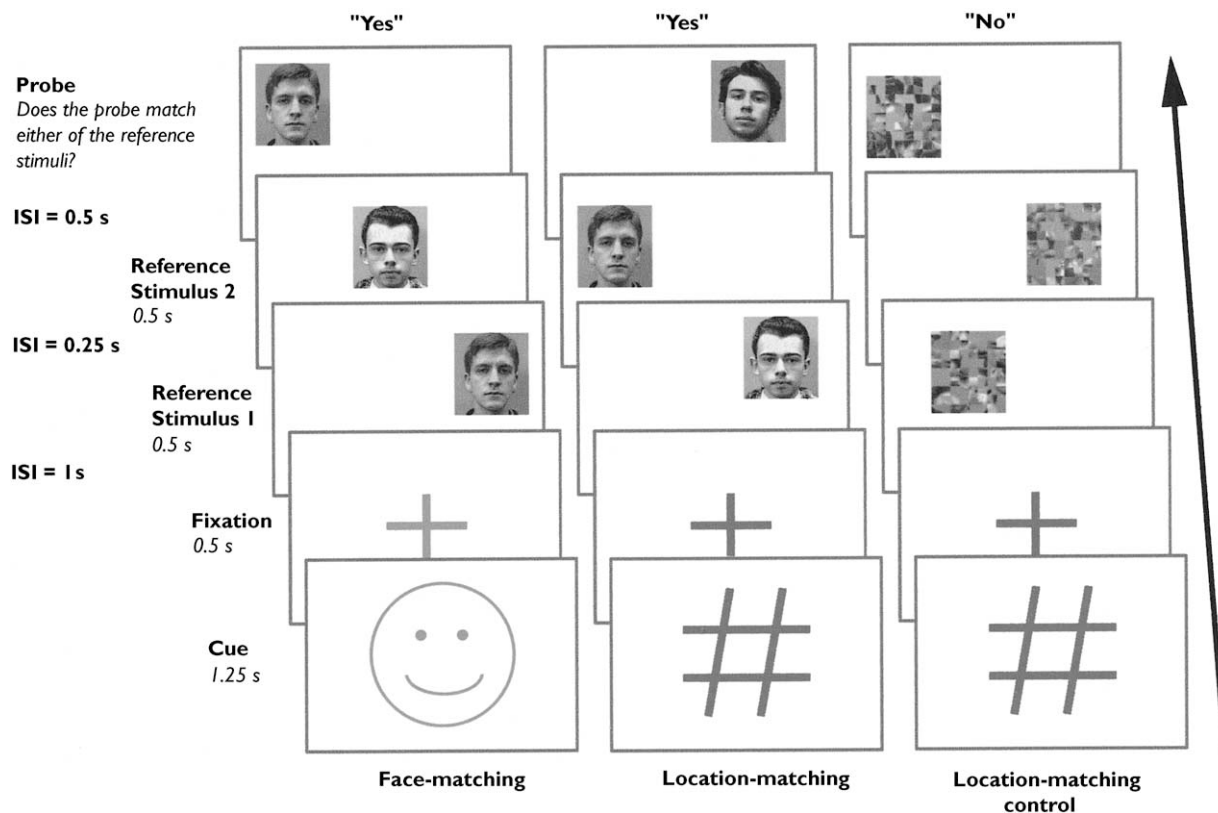 "Yes"
"Yes"
"No"
Probe
Does the probe match
either of the reference
stimuli?
ISI = 0.5 s
Reference
Stimulus 2
0.5 s
ISI = 0.25 s
Reference
Stimulus 1
0.5 s
ISI = 1 s
Fixation
0.5 s
Cue
1.25 s
Face-matching
Location-matching
Location-matching
control